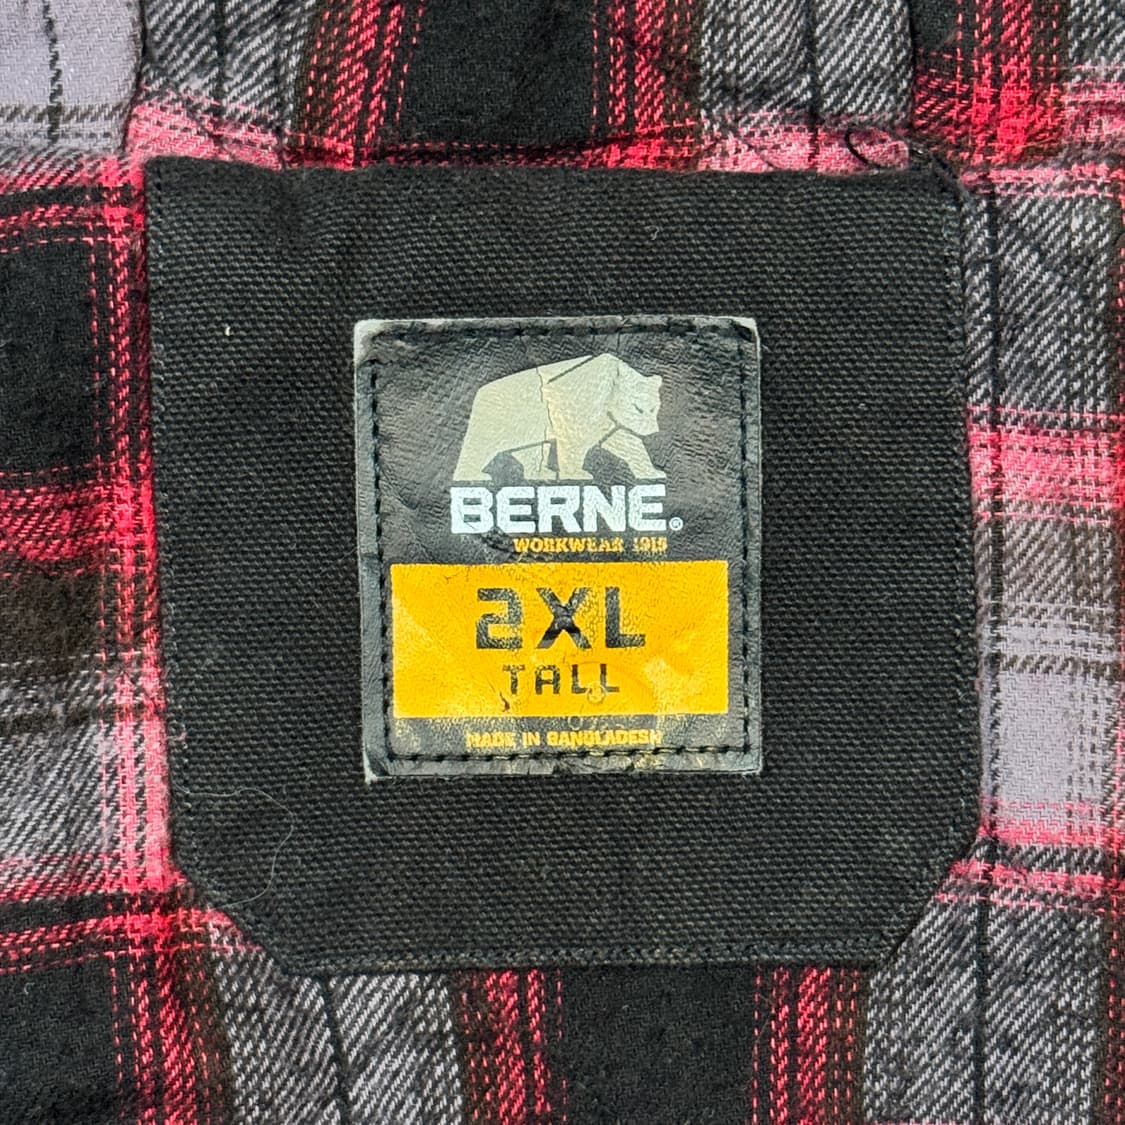 BERNE®
WORKWEAR 1915
2XL
TALL
MADE IN BANGLADESH